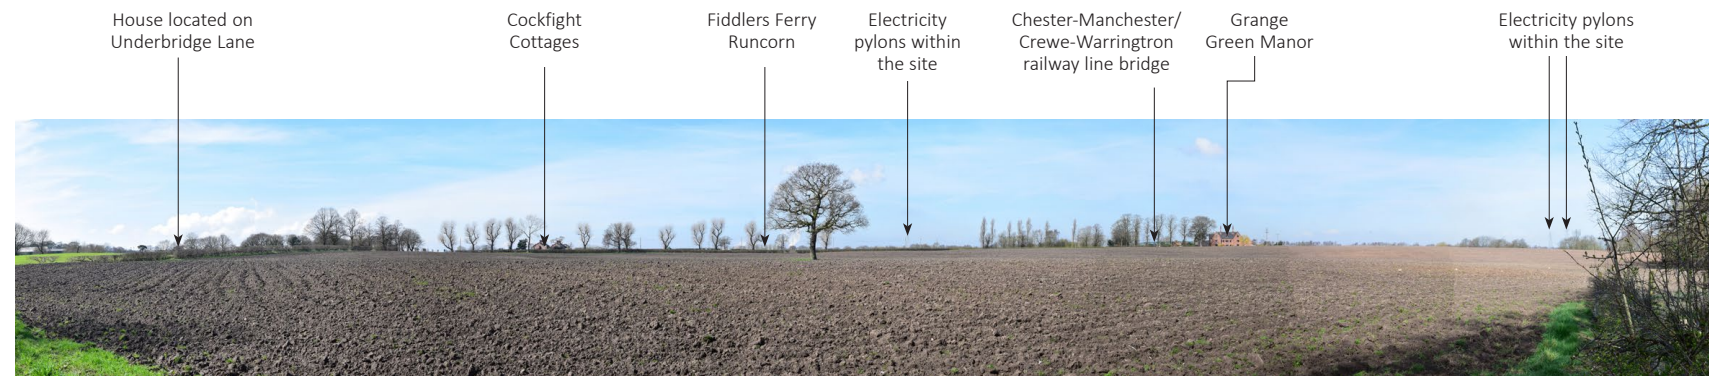 House located on
Underbridge Lane
Cockfight
Cottages
Fiddlers Ferry
Runcorn
Electricity
pylons within
the site
Chester-Manchester/
Crewe-Warrington
railway line bridge
Grange
Green Manor
Electricity pylons
within the site